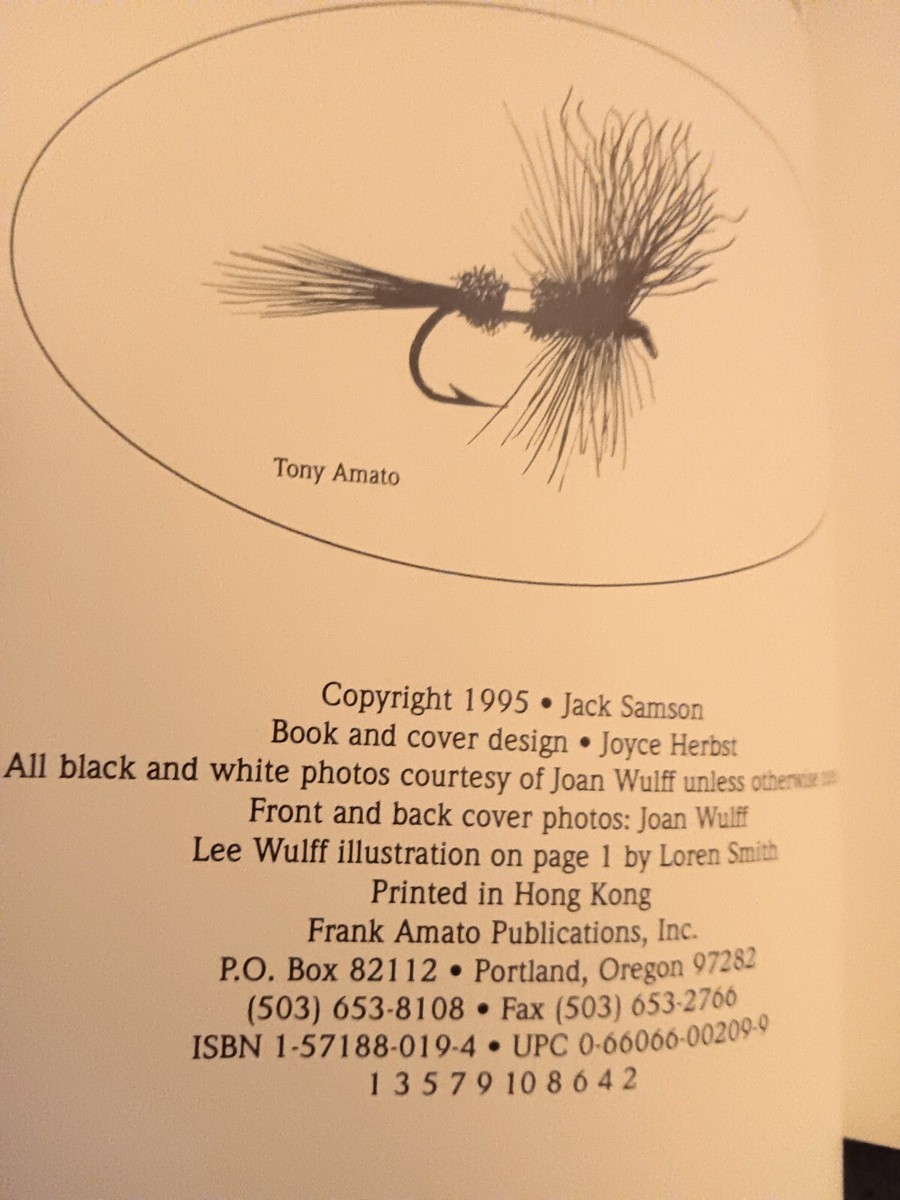 Tony Amato
Copyright 1995 • Jack Samson
Book and cover design • Joyce Herbst
All black and white photos courtesy of Joan Wulff unless otherwise
Front and back cover photos: Joan Wulff
Lee Wulff illustration on page 1 by Loren Smith
Printed in Hong Kong
Frank Amato Publications, Inc.
P.O. Box 82112 • Portland, Oregon 97282
(503) 653-8108 • Fax (503) 653-2766
ISBN 1-57188-019-4 • UPC 0-66066-00209-9
1 3 5 7 9 10 8 6 4 2